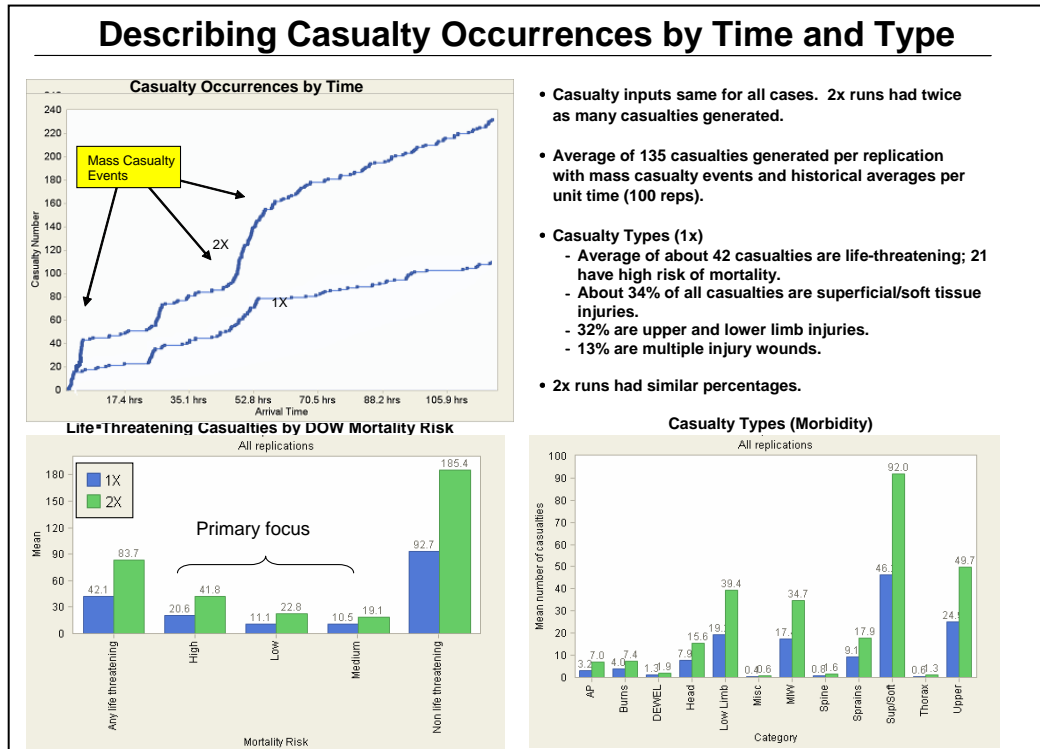 Describing Casualty Occurrences by Time and Type
Casualty Occurrences by Time
240
220
200
180
160
140
120
100
80
60
40
20
0
Casualty Number
Mass Casualty
Events
2X
1X
17.4 hrs 35.1 hrs 52.8 hrs 70.5 hrs 88.2 hrs 105.9 hrs
Arrival Time
• Casualty inputs same for all cases. 2x runs had twice
as many casualties generated.
• Average of 135 casualties generated per replication
with mass casualty events and historical averages per
unit time (100 reps).
• Casualty Types (1x)
- Average of about 42 casualties are life-threatening; 21
have high risk of mortality.
- About 34% of all casualties are superficial/soft tissue
injuries.
- 32% are upper and lower limb injuries.
- 13% are multiple injury wounds.
• 2x runs had similar percentages.
Life-Threatening Casualties by DOW Mortality Risk
All replications
180
150
120
90
60
30
0
Mean
1X
2X
Primary focus
42.1 83.7 20.6 41.8 11.1 22.8 10.5 19.1 92.7 185.4
Any life threatening
High
Low
Medium
Non life threatening
Mortality Risk
Casualty Types (Morbidity)
All replications
100
90
80
70
60
50
40
30
20
10
0
Mean number of casualties
3.2 7.0 4.0 7.4 1.3 1.9 7.9 15.6 19. 39.4 0.4 0.6 17. 34.7 0.8 1.6 9.1 17.9 46. 92.0 0.6 1.3 24. 49.7
AP
Burns
DEWEL
Head
Low Limb
Misc
MIW
Spine
Sprains
Sup/Soft
Thorax
Upper
Category